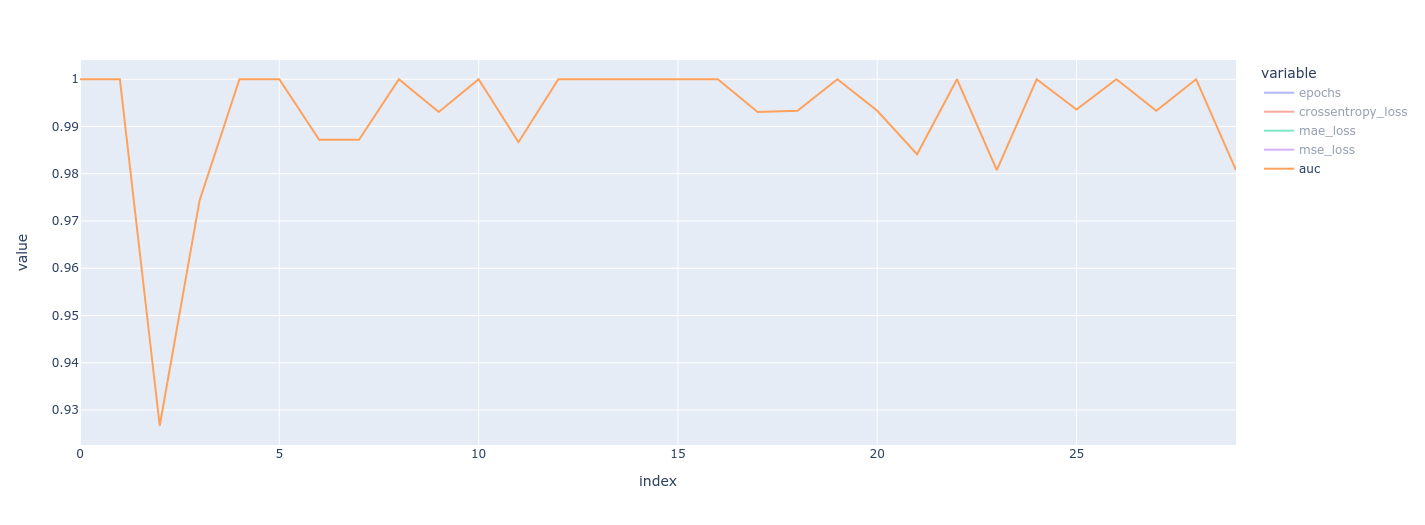 variable
epochs
crossentropy_loss
mae_loss
mse_loss
auc
value
1
0.99
0.98
0.97
0.96
0.95
0.94
0.93
0 5 10 15 20 25
index